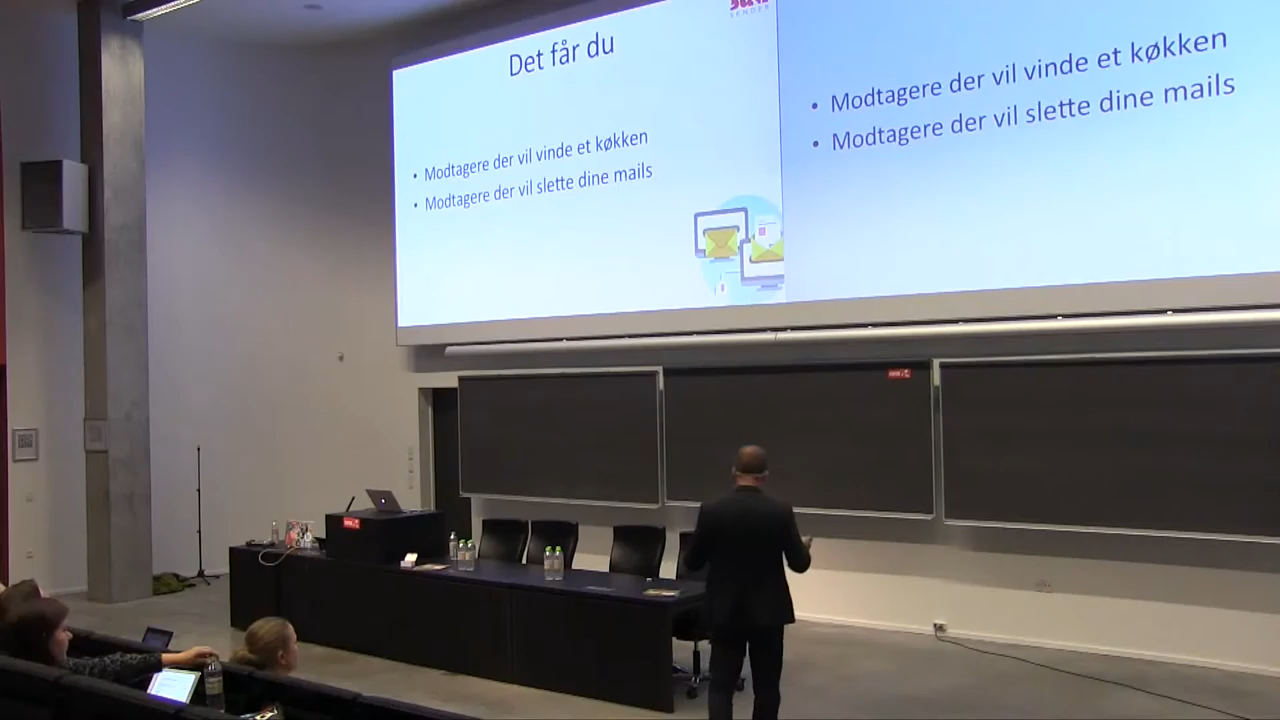 SENDER
Det får du
• Modtagere der vil vinde et køkken
• Modtagere der vil slette dine mails
• Modtagere der vil vinde et køkken
• Modtagere der vil slette dine mails